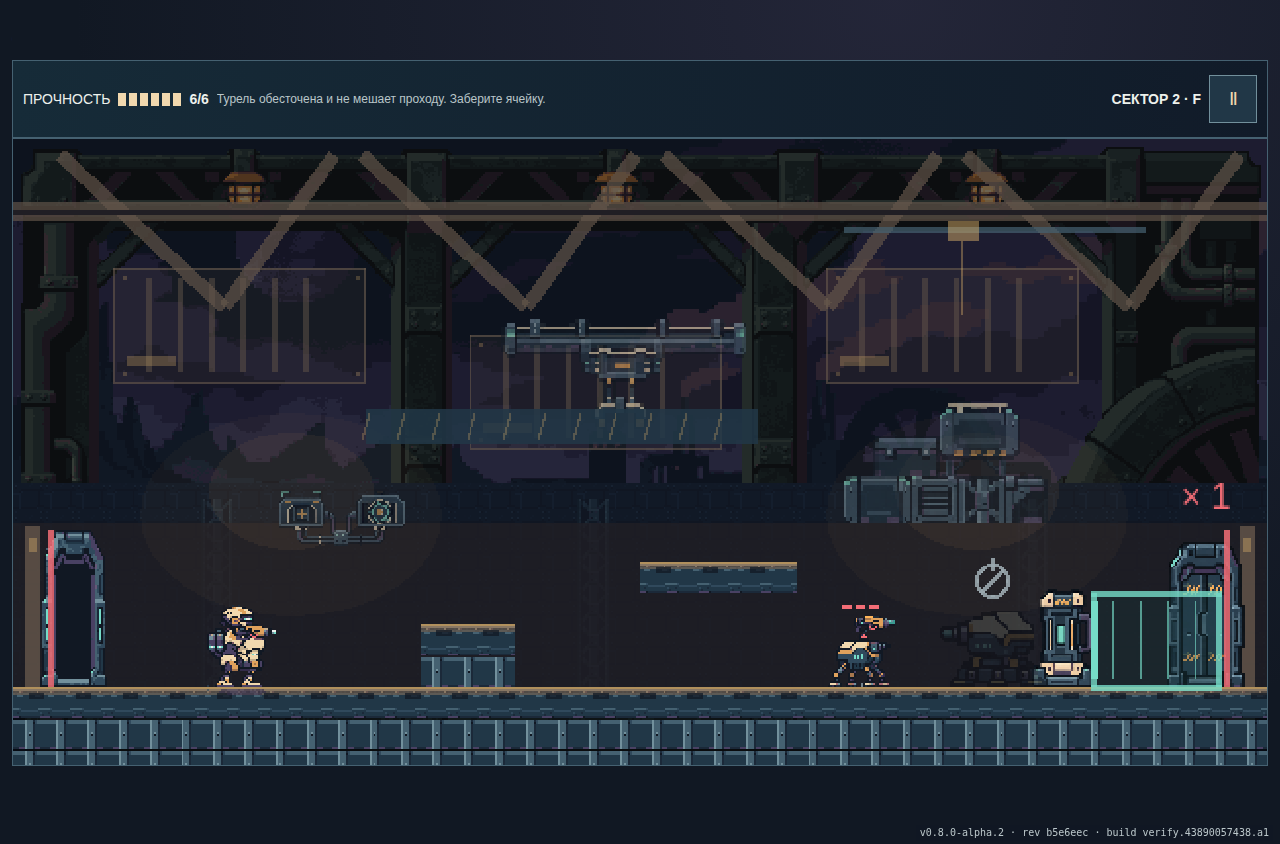 ПРОЧНОСТЬ 6/6 Турель обесточена и не мешает проходу. Заберите ячейку.
СЕКТОР 2 · F
× 1
v0.8.0-alpha.2 · rev b5e6eec · build verify.43890057438.a1